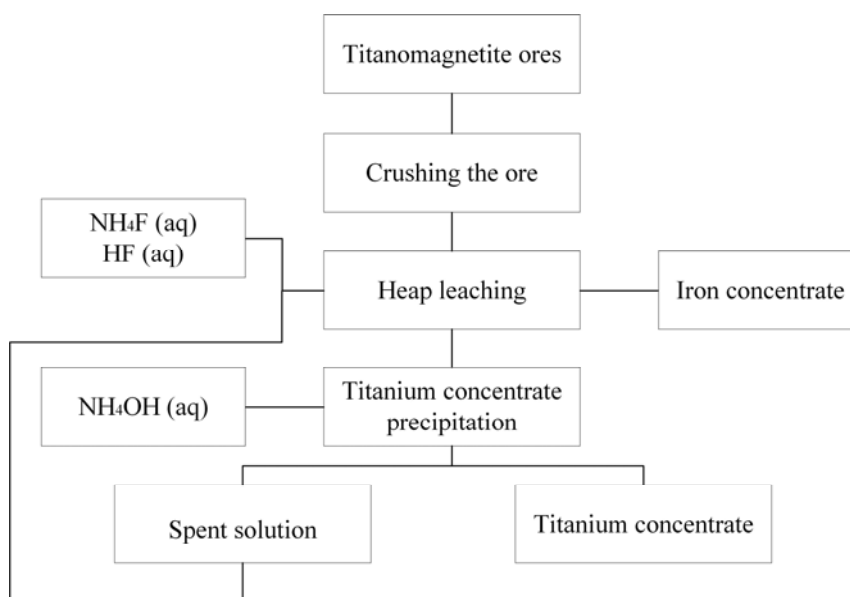 Titanomagnetite ores
Crushing the ore
NH₄F (aq)
HF (aq)
Heap leaching
Iron concentrate
NH₄OH (aq)
Titanium concentrate
precipitation
Spent solution
Titanium concentrate